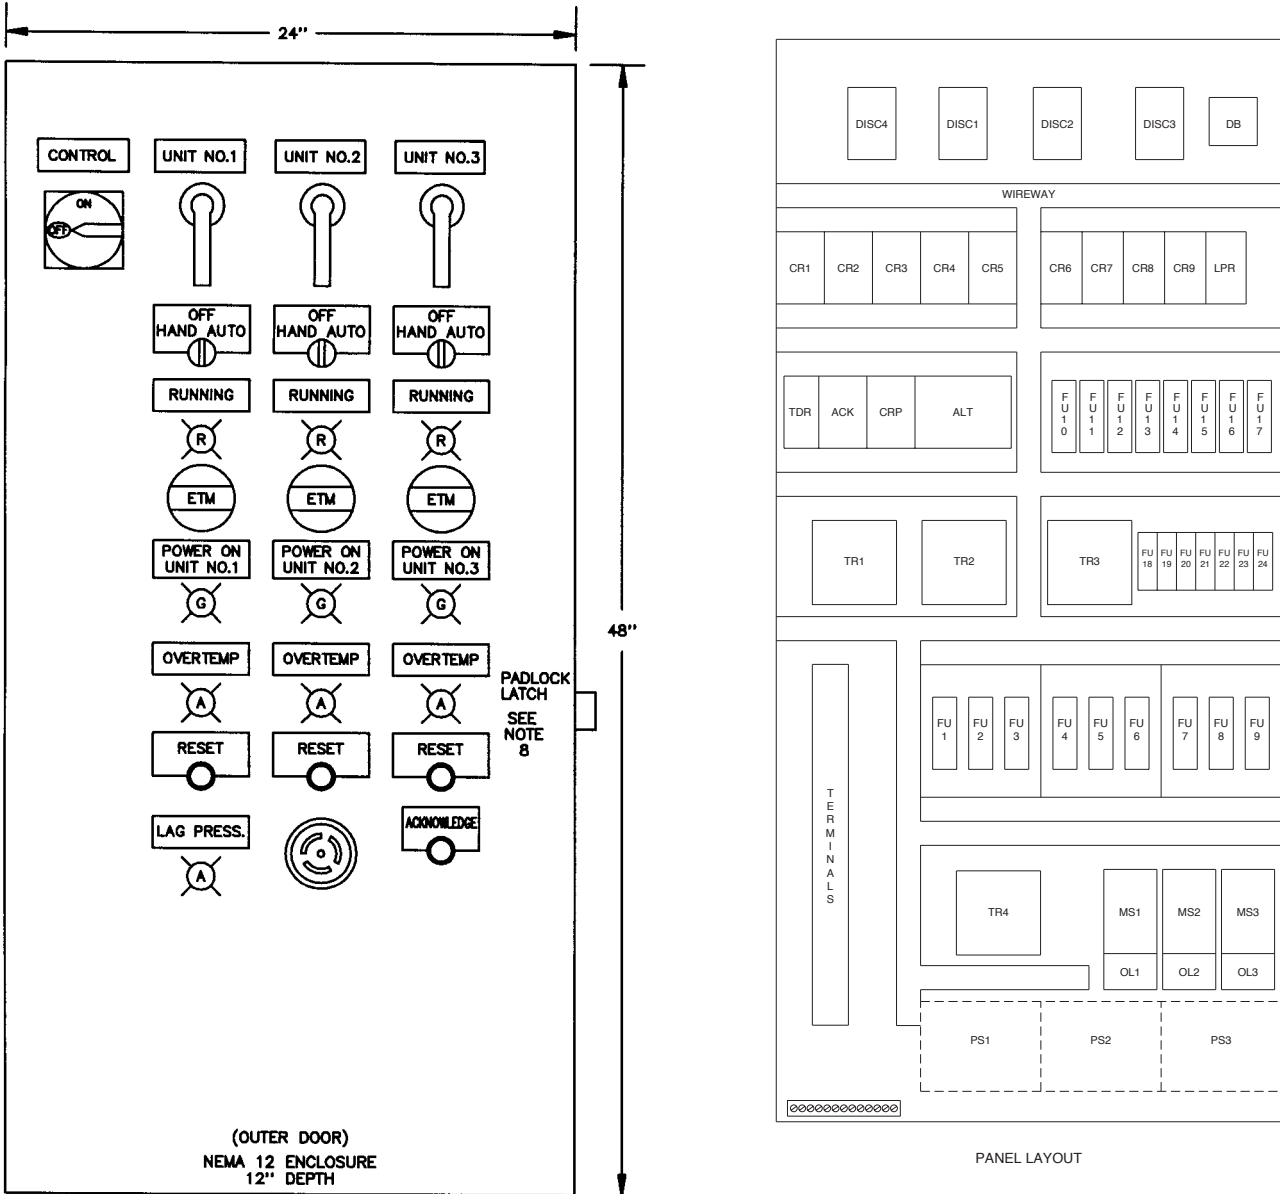 24"
CONTROL
UNIT NO.1
UNIT NO.2
UNIT NO.3
ON
OFF
OFF
HAND AUTO
OFF
HAND AUTO
OFF
HAND AUTO
RUNNING
RUNNING
RUNNING
R
R
R
ETM
ETM
ETM
POWER ON
UNIT NO.1
POWER ON
UNIT NO.2
POWER ON
UNIT NO.3
G
G
G
48"
OVERTEMP
OVERTEMP
OVERTEMP
A
A
A
PADLOCK
LATCH
SEE
NOTE
8
RESET
RESET
RESET
LAG PRESS.
ACKNOWLEDGE
A
(OUTER DOOR)
NEMA 12 ENCLOSURE
12" DEPTH
DISC4
DISC1
DISC2
DISC3
DB
WIREWAY
CR1
CR2
CR3
CR4
CR5
CR6
CR7
CR8
CR9
LPR
TDR
ACK
CRP
ALT
FU10
FU11
FU12
FU13
FU14
FU15
FU16
FU17
TR1
TR2
TR3
FU
18
FU
19
FU
20
FU
21
FU
22
FU
23
FU
24
TERMINALS
FU
1
FU
2
FU
3
FU
4
FU
5
FU
6
FU
7
FU
8
FU
9
TR4
MS1
MS2
MS3
OL1
OL2
OL3
PS1
PS2
PS3
PANEL LAYOUT